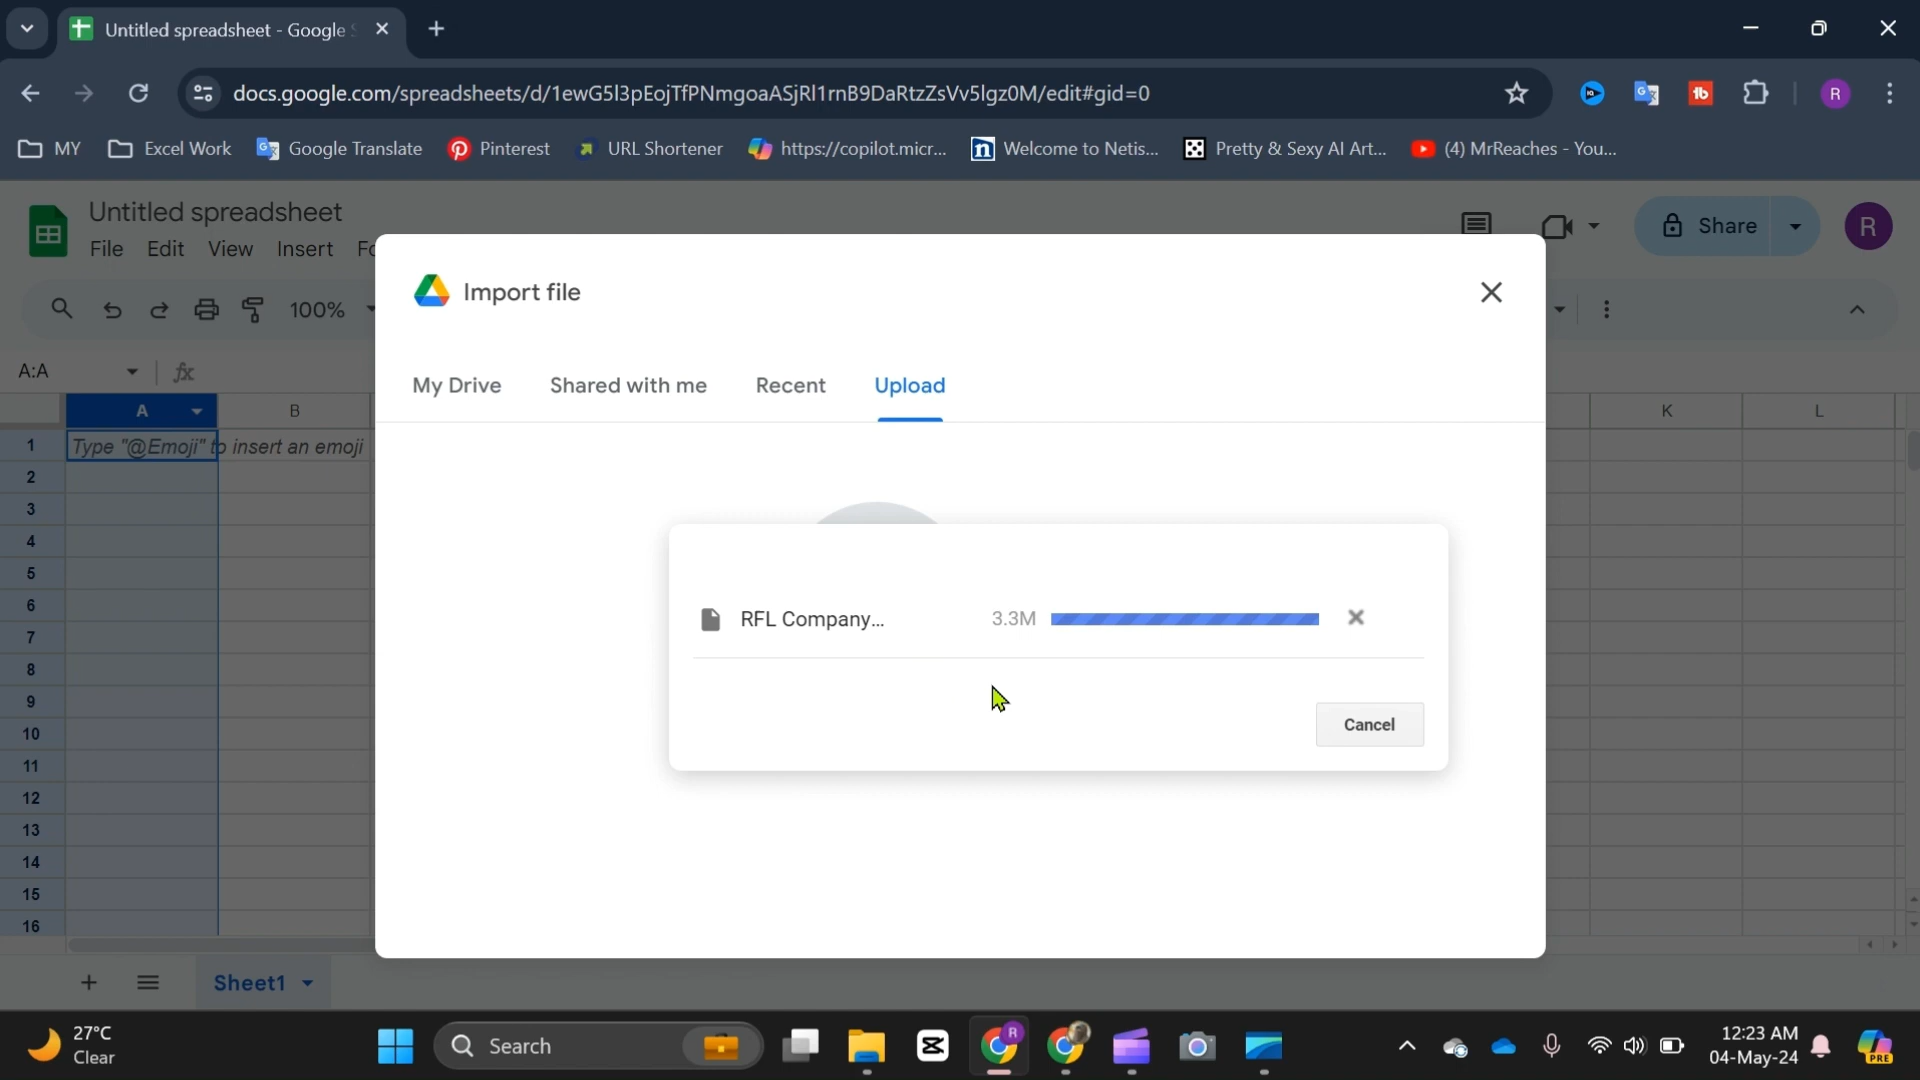 Untitled spreadsheet - Google S
docs.google.com/spreadsheets/d/1ewG5I3pEojTfPNmgoaASjRl1rnB9DaRtzZsVv5lgz0M/edit#gid=0
MY Excel Work Google Translate Pinterest URL Shortener https://copilot.micr... Welcome to Netis... Pretty & Sexy AI Art... (4) MrReaches - You...
Untitled spreadsheet
File Edit View Insert Fo
Share R
Import file
100%
A:A
My Drive Shared with me Recent Upload
A B K L
1 Type "@Emoji" to insert an emoji
2
3
4
5
6
RFL Company... 3.3M
7
8
9
10
Cancel
11
12
13
14
15
16
Sheet1
27°C
Clear
Search
PRE
12:23 AM
04-May-24